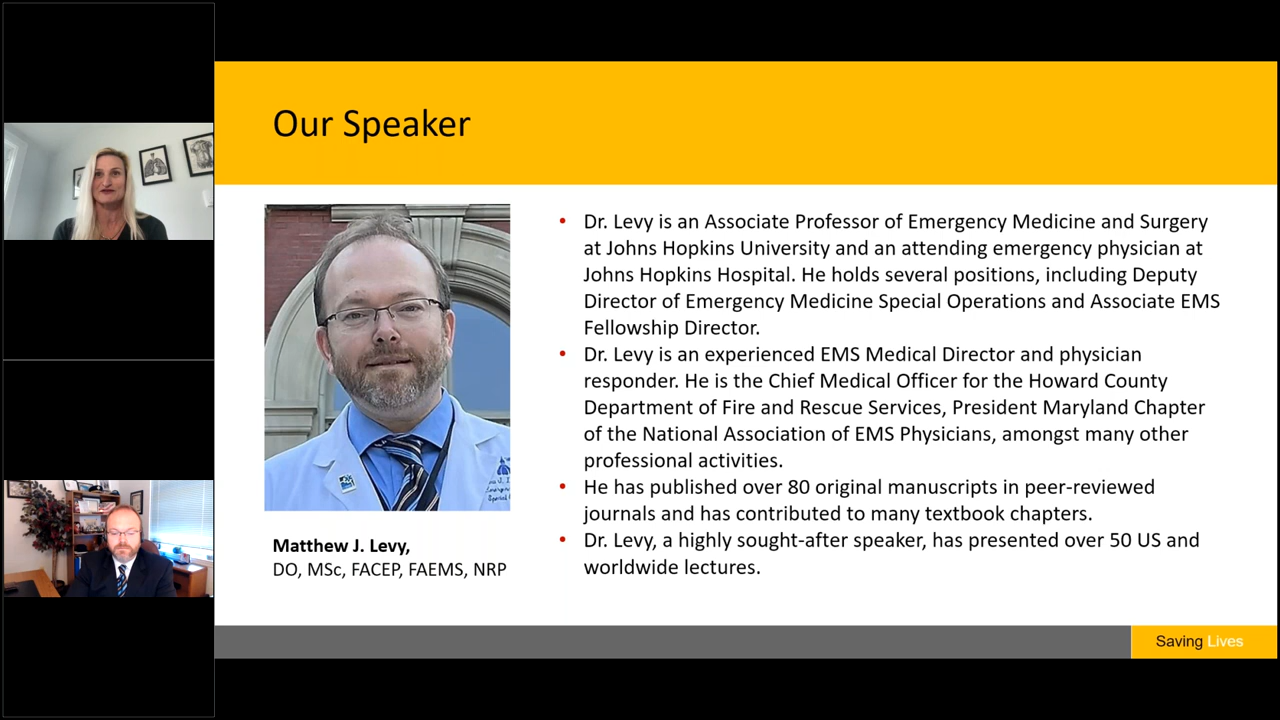 Our Speaker
Dr. Levy is an Associate Professor of Emergency Medicine and Surgery
at Johns Hopkins University and an attending emergency physician at
Johns Hopkins Hospital. He holds several positions, including Deputy
Director of Emergency Medicine Special Operations and Associate EMS
Fellowship Director.
Dr. Levy is an experienced EMS Medical Director and physician
responder. He is the Chief Medical Officer for the Howard County
Department of Fire and Rescue Services, President Maryland Chapter
of the National Association of EMS Physicians, amongst many other
professional activities.
He has published over 80 original manuscripts in peer-reviewed
journals and has contributed to many textbook chapters.
Dr. Levy, a highly sought-after speaker, has presented over 50 US and
worldwide lectures.
Matthew J. Levy,
DO, MSc, FACEP, FAEMS, NRP
Saving Lives